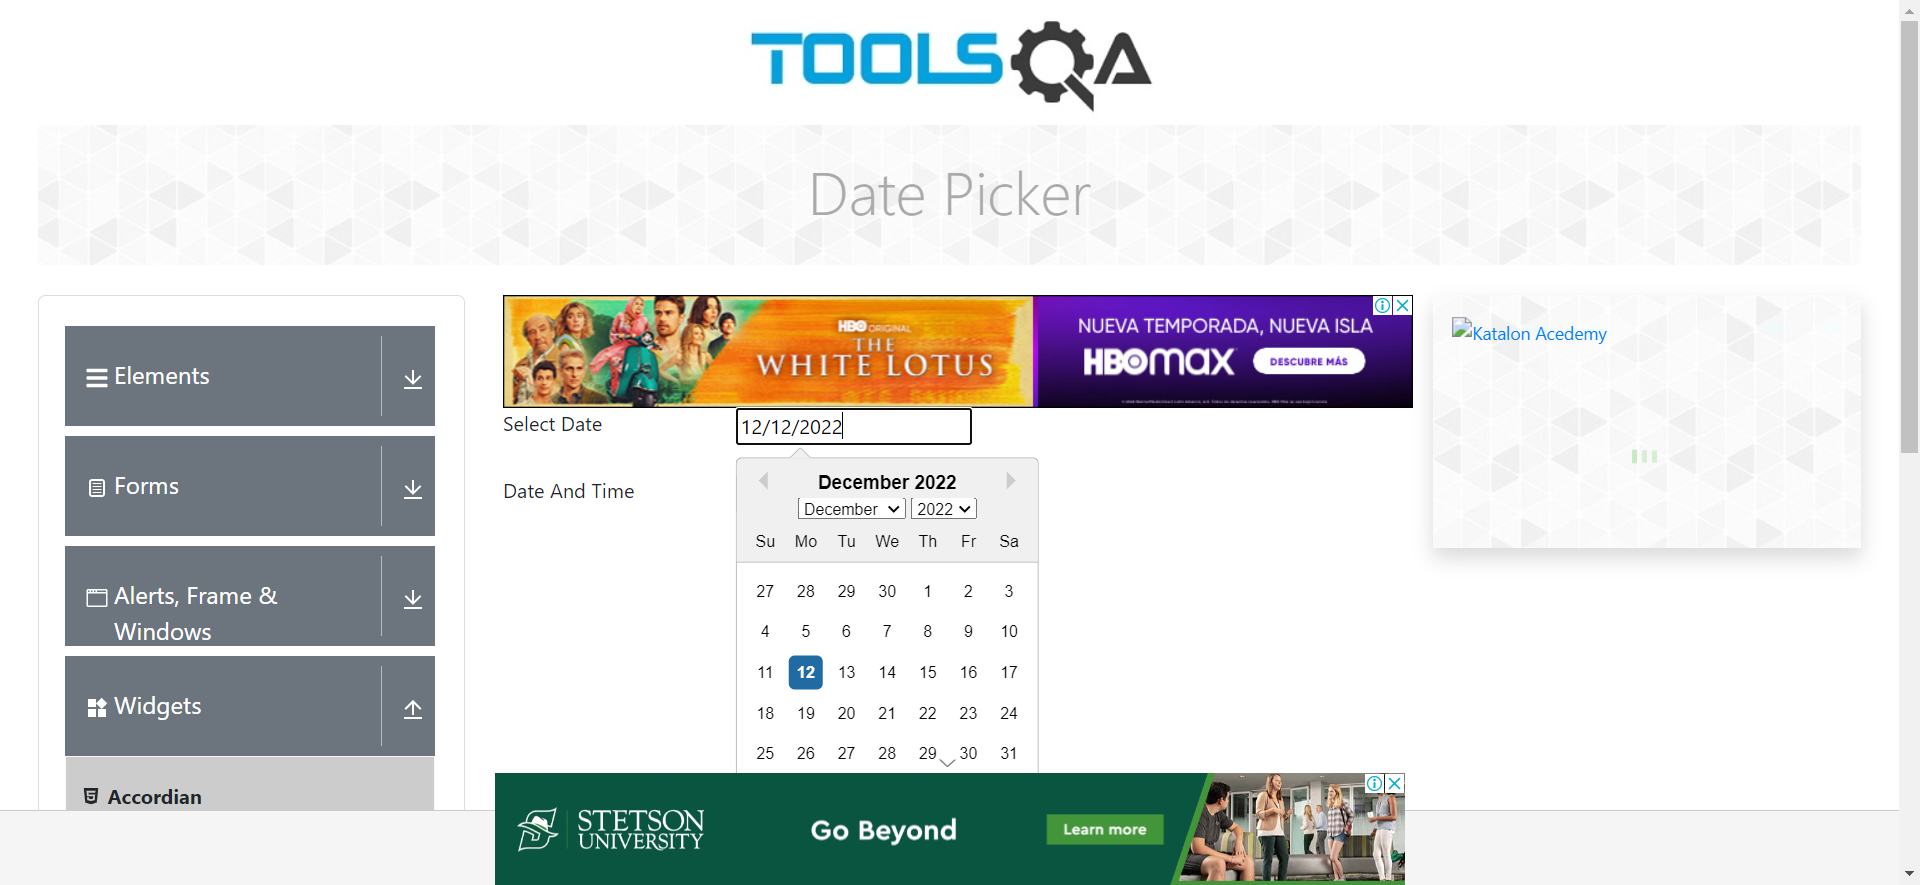 TOOLSQA
Date Picker
Elements
Forms
Alerts, Frame &
Windows
Widgets
Accordian
HBO ORIGINAL
THE
WHITE LOTUS
NUEVA TEMPORADA, NUEVA ISLA
HBOMAX
DESCUBRE MÁS
Select Date
12/12/2022
Date And Time
December 2022
December 2022
Su Mo Tu We Th Fr Sa
27 28 29 30 1 2 3
4 5 6 7 8 9 10
11 12 13 14 15 16 17
18 19 20 21 22 23 24
25 26 27 28 29 30 31
Katalon Acedemy
STETSON
UNIVERSITY
Go Beyond
Learn more